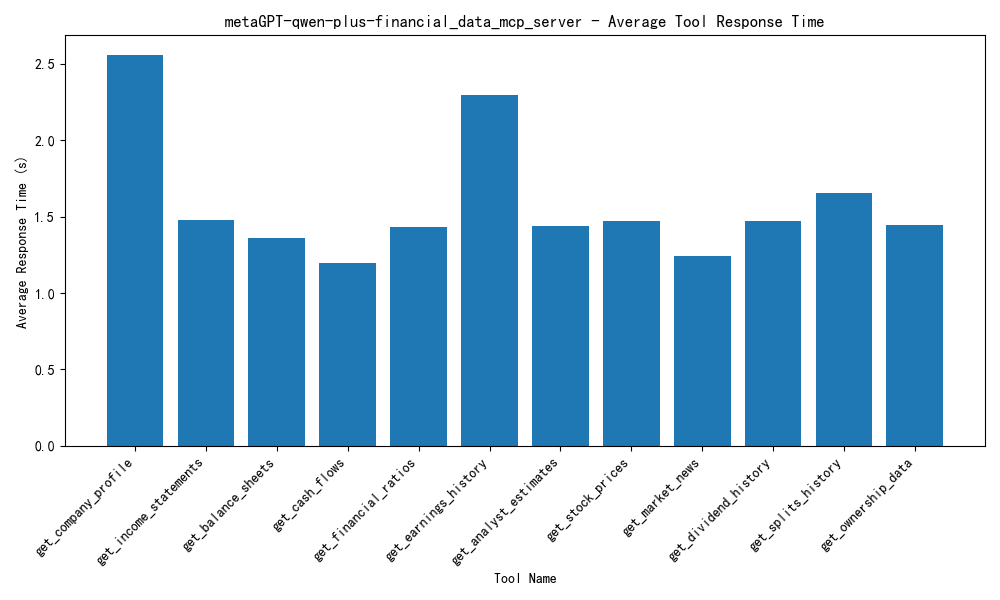 metaGPT-qwen-plus-financial_data_mcp_server - Average Tool Response Time
Average Response Time (s)
2.5
2.0
1.5
1.0
0.5
0.0
get_company_profile
get_income_statements
get_balance_sheets
get_cash_flows
get_financial_ratios
get_earnings_history
get_analyst_estimates
get_stock_prices
get_market_news
get_dividend_history
get_splits_history
get_ownership_data
Tool Name